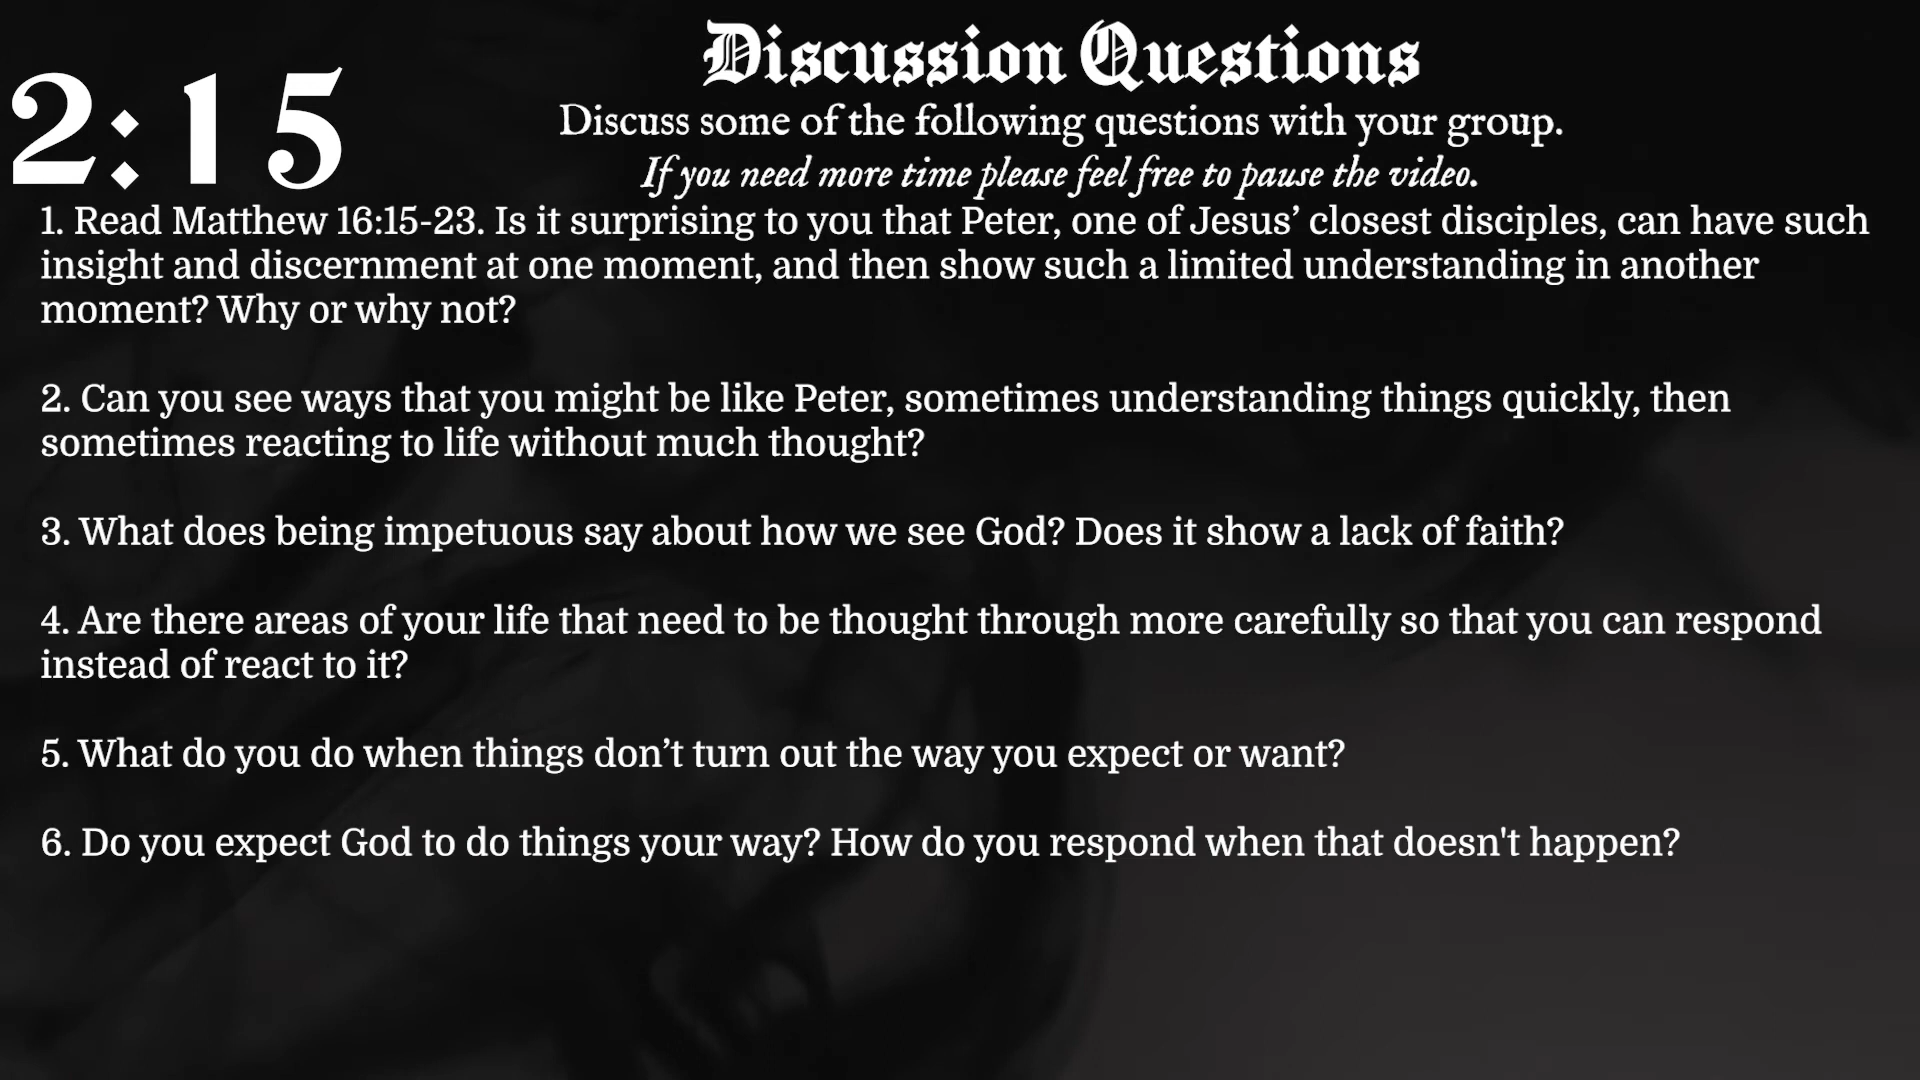 2:15
Discussion Questions
Discuss some of the following questions with your group.
If you need more time please feel free to pause the video.
1. Read Matthew 16:15-23. Is it surprising to you that Peter, one of Jesus’ closest disciples, can have such
insight and discernment at one moment, and then show such a limited understanding in another
moment? Why or why not?
2. Can you see ways that you might be like Peter, sometimes understanding things quickly, then
sometimes reacting to life without much thought?
3. What does being impetuous say about how we see God? Does it show a lack of faith?
4. Are there areas of your life that need to be thought through more carefully so that you can respond
instead of react to it?
5. What do you do when things don’t turn out the way you expect or want?
6. Do you expect God to do things your way? How do you respond when that doesn't happen?